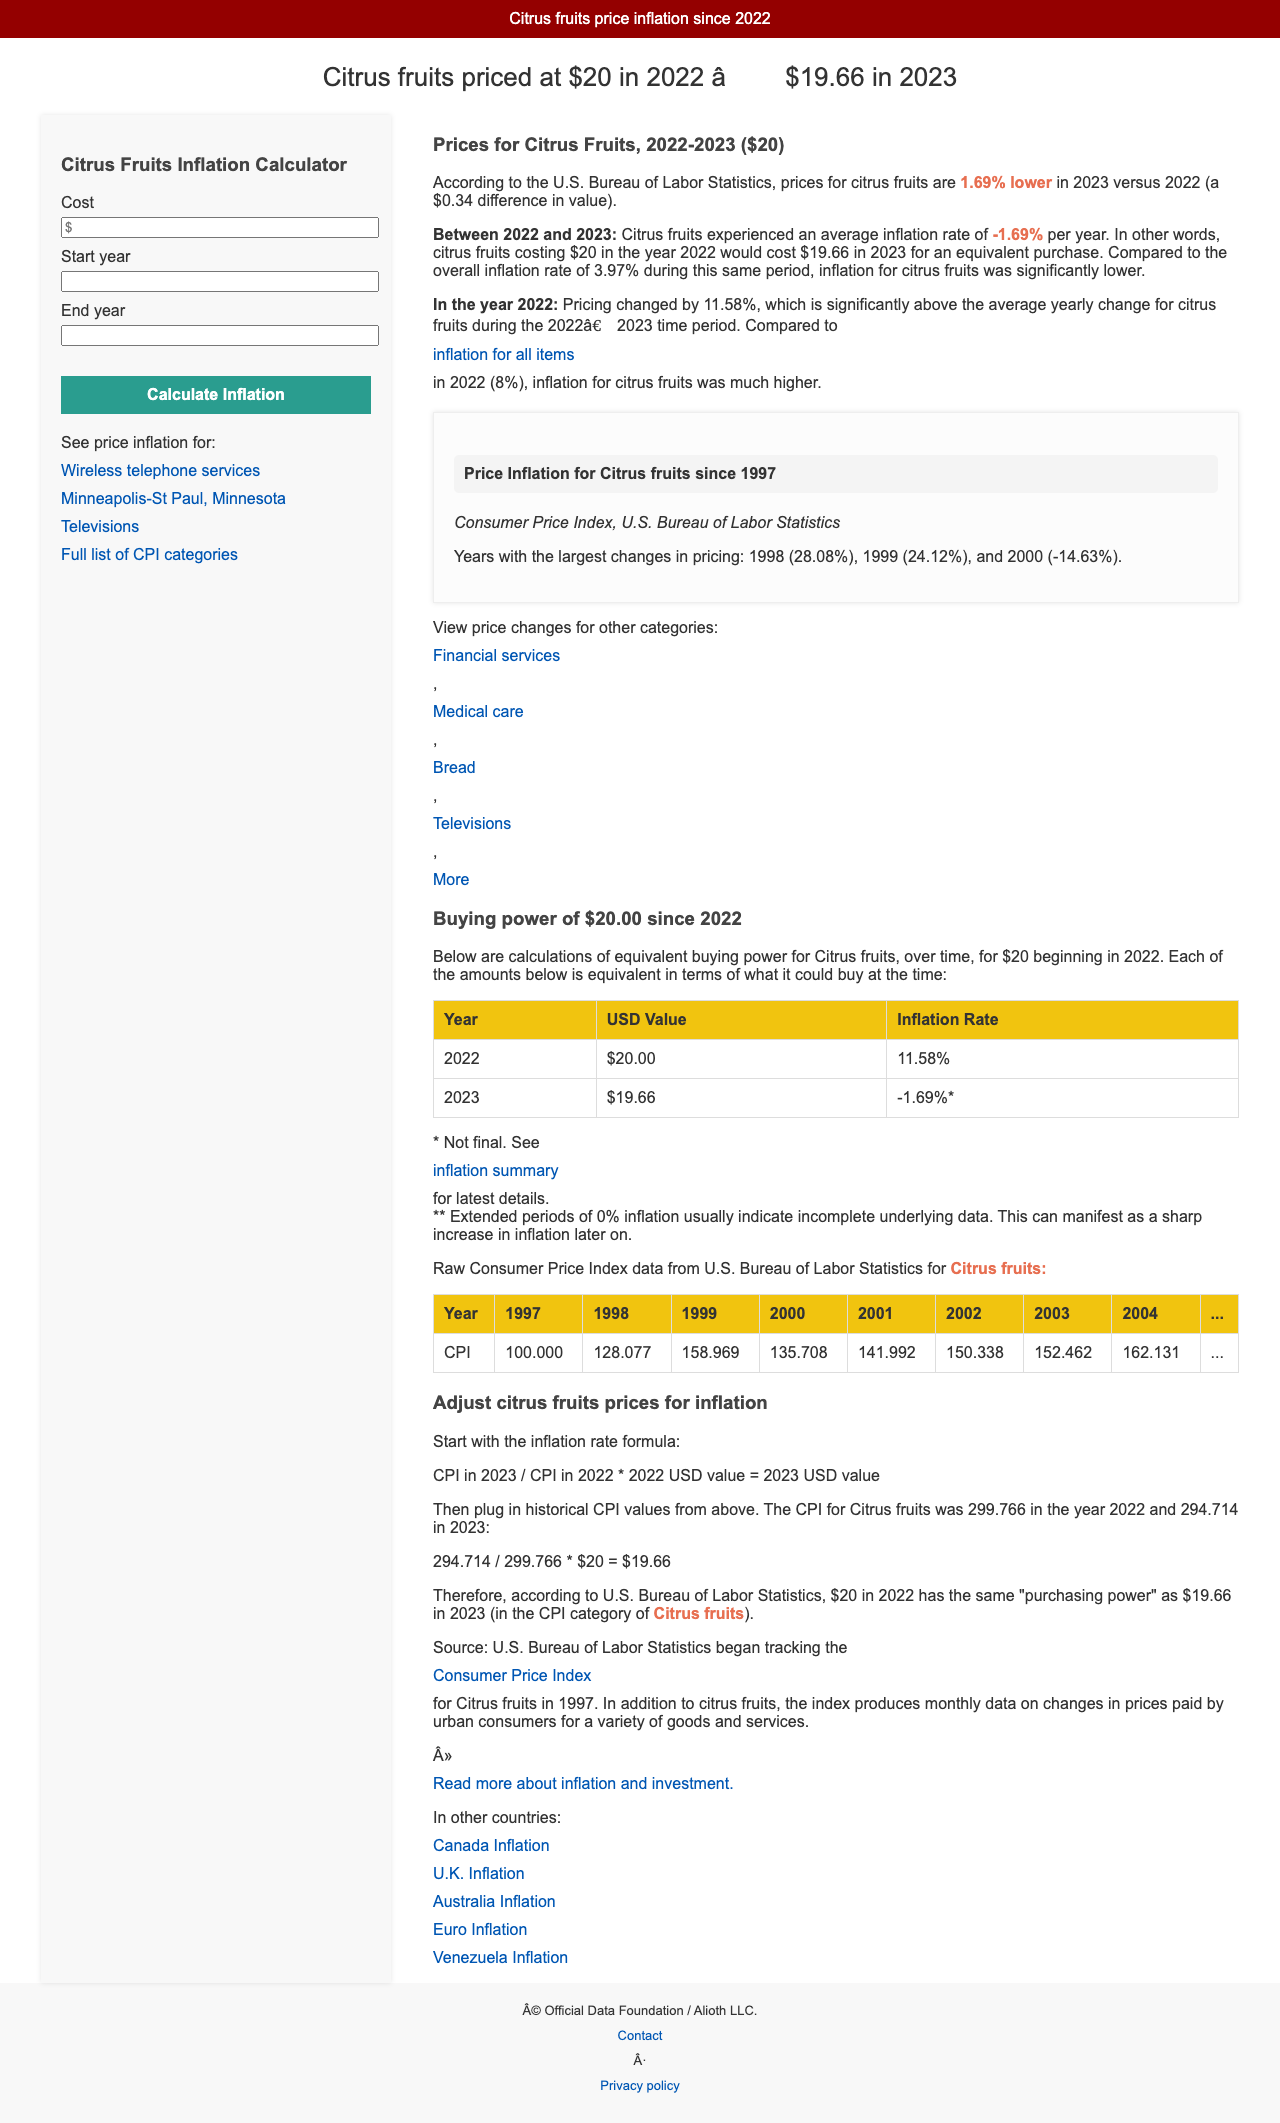 Citrus fruits price inflation since 2022
Citrus fruits priced at $20 in 2022 â $19.66 in 2023
Citrus Fruits Inflation Calculator
Cost
$
Start year
End year
Calculate Inflation
See price inflation for:
Wireless telephone services
Minneapolis-St Paul, Minnesota
Televisions
Full list of CPI categories
Prices for Citrus Fruits, 2022-2023 ($20)
According to the U.S. Bureau of Labor Statistics, prices for citrus fruits are 1.69% lower in 2023 versus 2022 (a
$0.34 difference in value).
Between 2022 and 2023: Citrus fruits experienced an average inflation rate of -1.69% per year. In other words,
citrus fruits costing $20 in the year 2022 would cost $19.66 in 2023 for an equivalent purchase. Compared to the
overall inflation rate of 3.97% during this same period, inflation for citrus fruits was significantly lower.
In the year 2022: Pricing changed by 11.58%, which is significantly above the average yearly change for citrus
fruits during the 2022â€ 2023 time period. Compared to
inflation for all items
in 2022 (8%), inflation for citrus fruits was much higher.
Price Inflation for Citrus fruits since 1997
Consumer Price Index, U.S. Bureau of Labor Statistics
Years with the largest changes in pricing: 1998 (28.08%), 1999 (24.12%), and 2000 (-14.63%).
View price changes for other categories:
Financial services
,
Medical care
,
Bread
,
Televisions
,
More
Buying power of $20.00 since 2022
Below are calculations of equivalent buying power for Citrus fruits, over time, for $20 beginning in 2022. Each of
the amounts below is equivalent in terms of what it could buy at the time:
Year USD Value Inflation Rate
2022 $20.00 11.58%
2023 $19.66 -1.69%*
* Not final. See
inflation summary
for latest details.
** Extended periods of 0% inflation usually indicate incomplete underlying data. This can manifest as a sharp
increase in inflation later on.
Raw Consumer Price Index data from U.S. Bureau of Labor Statistics for Citrus fruits:
Year 1997 1998 1999 2000 2001 2002 2003 2004 ...
CPI 100.000 128.077 158.969 135.708 141.992 150.338 152.462 162.131 ...
Adjust citrus fruits prices for inflation
Start with the inflation rate formula:
CPI in 2023 / CPI in 2022 * 2022 USD value = 2023 USD value
Then plug in historical CPI values from above. The CPI for Citrus fruits was 299.766 in the year 2022 and 294.714
in 2023:
294.714 / 299.766 * $20 = $19.66
Therefore, according to U.S. Bureau of Labor Statistics, $20 in 2022 has the same "purchasing power" as $19.66
in 2023 (in the CPI category of Citrus fruits).
Source: U.S. Bureau of Labor Statistics began tracking the
Consumer Price Index
for Citrus fruits in 1997. In addition to citrus fruits, the index produces monthly data on changes in prices paid by
urban consumers for a variety of goods and services.
Â»
Read more about inflation and investment.
In other countries:
Canada Inflation
U.K. Inflation
Australia Inflation
Euro Inflation
Venezuela Inflation
Â© Official Data Foundation / Alioth LLC.
Contact
Â·
Privacy policy